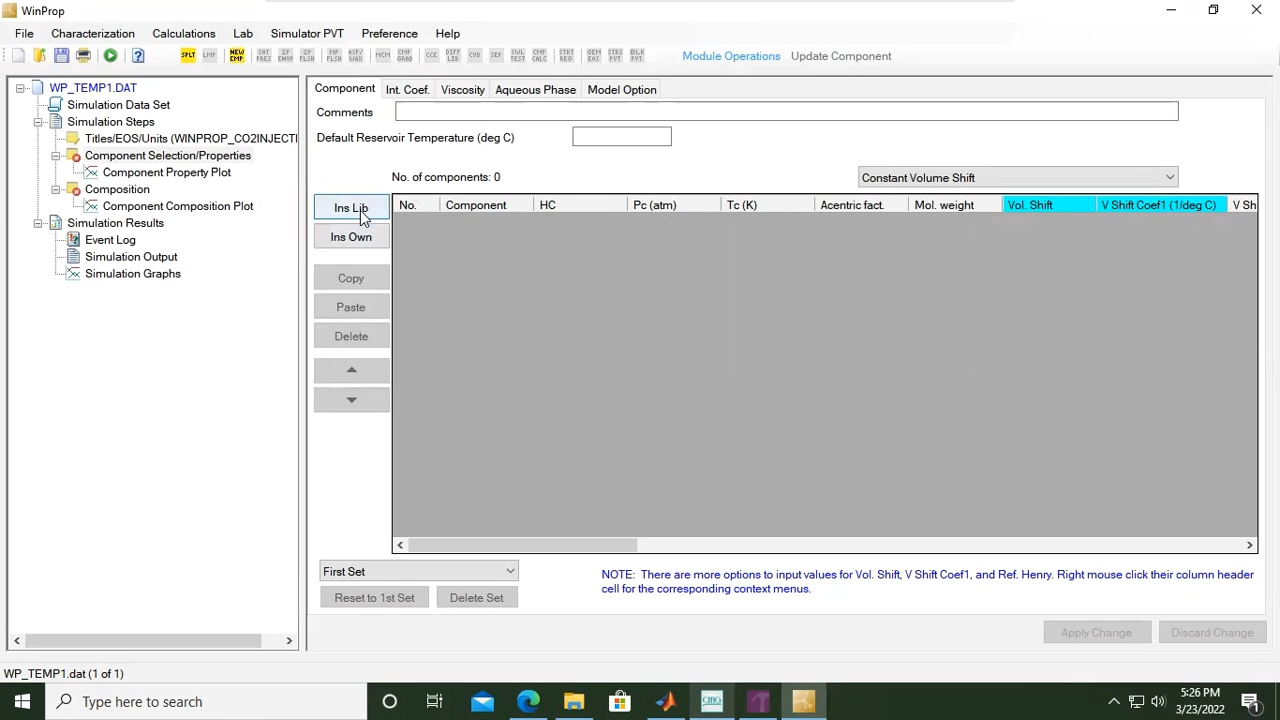 WinProp
File Characterization Calculations Lab Simulator PVT Preference Help
Module Operations Update Component
WP_TEMP1.DAT
Simulation Data Set
Simulation Steps
Titles/EOS/Units (WINPROP_CO2INJECTI
Component Selection/Properties
Component Property Plot
Composition
Component Composition Plot
Simulation Results
Event Log
Simulation Output
Simulation Graphs
Component Int. Coef. Viscosity Aqueous Phase Model Option
Comments
Default Reservoir Temperature (deg C)
No. of components: 0
Constant Volume Shift
Ins Lib
Ins Own
Copy
Paste
Delete
No. Component HC Pc (atm) Tc (K) Acentric fact. Mol. weight Vol. Shift V Shift Coef1 (1/deg C) V Sh
First Set
Reset to 1st Set Delete Set
NOTE: There are more options to input values for Vol. Shift, V Shift Coef1, and Ref. Henry. Right mouse click their column header
cell for the corresponding context menus.
Apply Change Discard Change
WP_TEMP1.dat (1 of 1)
Type here to search
5:26 PM
3/23/2022